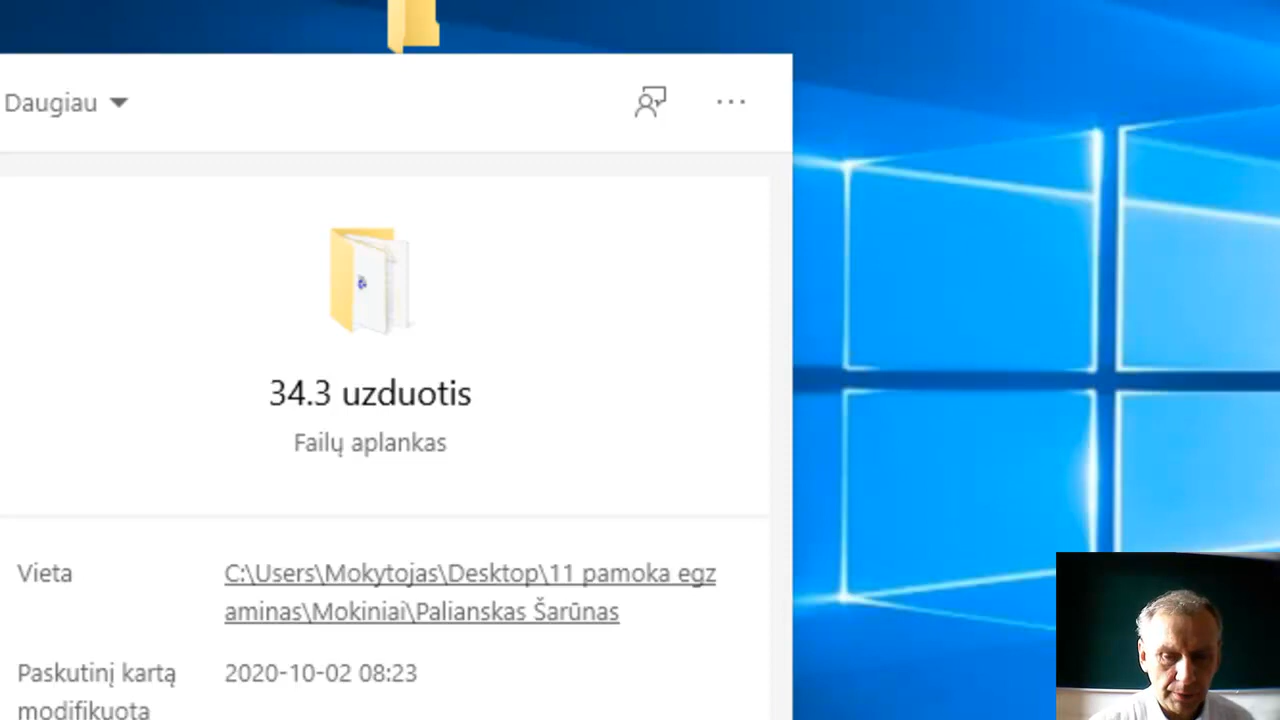 Daugiau
34.3 uzduotis
Failų aplankas
Vieta
C:\Users\Mokytojas\Desktop\11 pamoka egz
aminas\Mokiniai\Palianskas Šarūnas
Paskutinį kartą
modifikuota
2020-10-02 08:23